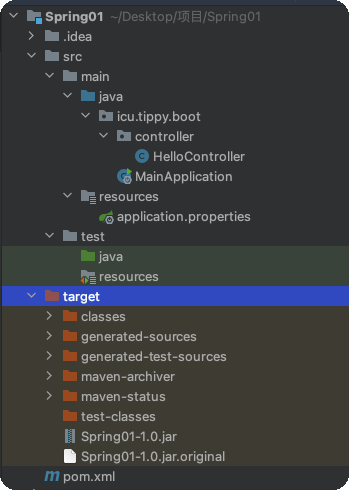 Spring01 ~/Desktop/项目/Spring01
.idea
src
main
java
icu.tippy.boot
controller
HelloController
MainApplication
resources
application.properties
test
java
resources
target
classes
generated-sources
generated-test-sources
maven-archiver
maven-status
test-classes
Spring01-1.0.jar
Spring01-1.0.jar.original
pom.xml